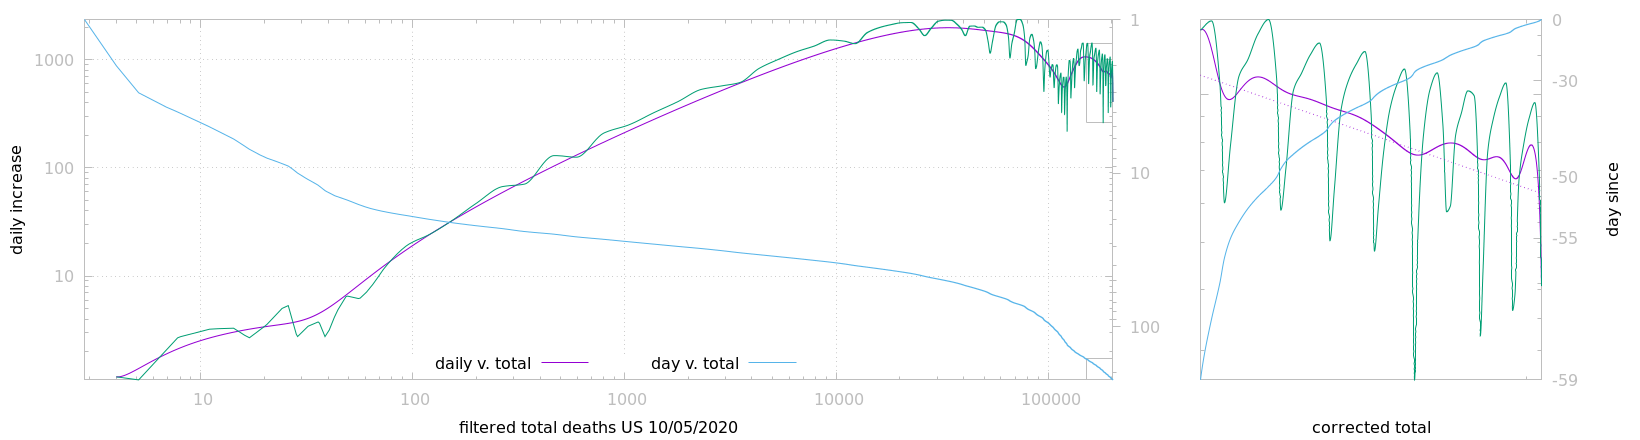 1000
100
10
daily increase
10
100
1000
10000
100000
filtered total deaths US 10/05/2020
daily v. total
day v. total
1
10
100
0
-30
-50
-55
-59
day since
corrected total